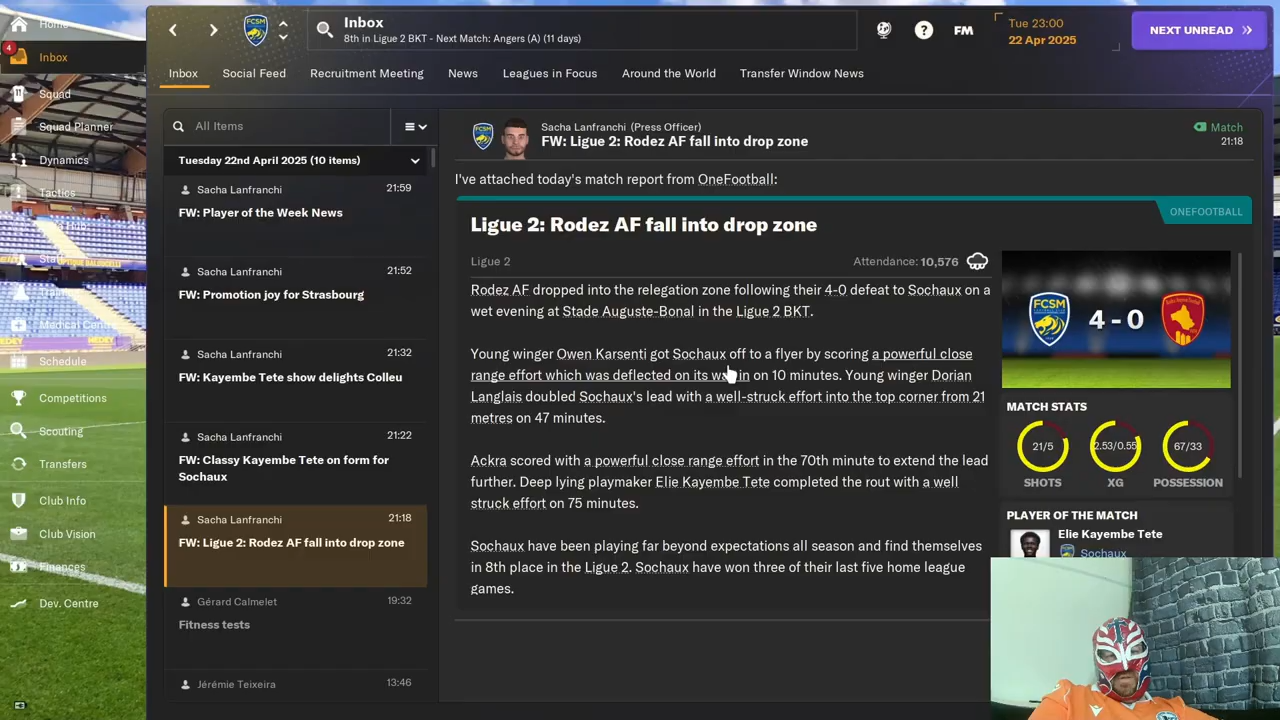 Home
4
Inbox
Squad
Squad Planner
Dynamics
Tactics
Medical Centre
Schedule
Competitions
Scouting
Transfers
Club Info
Club Vision
Finances
Dev. Centre
FCSM
Inbox
8th in Ligue 2 BKT - Next Match: Angers (A) (11 days)
?
FM
Tue 23:00
22 Apr 2025
NEXT UNREAD
Inbox
Social Feed
Recruitment Meeting
News
Leagues in Focus
Around the World
Transfer Window News
All Items
Tuesday 22nd April 2025 (10 items)
Sacha Lanfranchi 21:59
FW: Player of the Week News
Sacha Lanfranchi 21:52
FW: Promotion joy for Strasbourg
Sacha Lanfranchi 21:32
FW: Kayembe Tete show delights Colleu
Sacha Lanfranchi 21:22
FW: Classy Kayembe Tete on form for
Sochaux
Sacha Lanfranchi 21:18
FW: Ligue 2: Rodez AF fall into drop zone
Gérard Calmelet 19:32
Fitness tests
Jérémie Teixeira 13:46
FCSM
Sacha Lanfranchi (Press Officer)
FW: Ligue 2: Rodez AF fall into drop zone
Match
21:18
I've attached today's match report from OneFootball:
ONEFOOTBALL
Ligue 2: Rodez AF fall into drop zone
Ligue 2
Attendance: 10,576
Rodez AF dropped into the relegation zone following their 4-0 defeat to Sochaux on a
wet evening at Stade Auguste-Bonal in the Ligue 2 BKT.
Young winger Owen Karsenti got Sochaux off to a flyer by scoring a powerful close
range effort which was deflected on its way in on 10 minutes. Young winger Dorian
Langlais doubled Sochaux's lead with a well-struck effort into the top corner from 21
metres on 47 minutes.
Ackra scored with a powerful close range effort in the 70th minute to extend the lead
further. Deep lying playmaker Elie Kayembe Tete completed the rout with a well
struck effort on 75 minutes.
Sochaux have been playing far beyond expectations all season and find themselves
in 8th place in the Ligue 2. Sochaux have won three of their last five home league
games.
FCSM
4 - 0
MATCH STATS
21/5
2.53/0.55
67/33
SHOTS
XG
POSSESSION
PLAYER OF THE MATCH
Elie Kayembe Tete
Sochaux